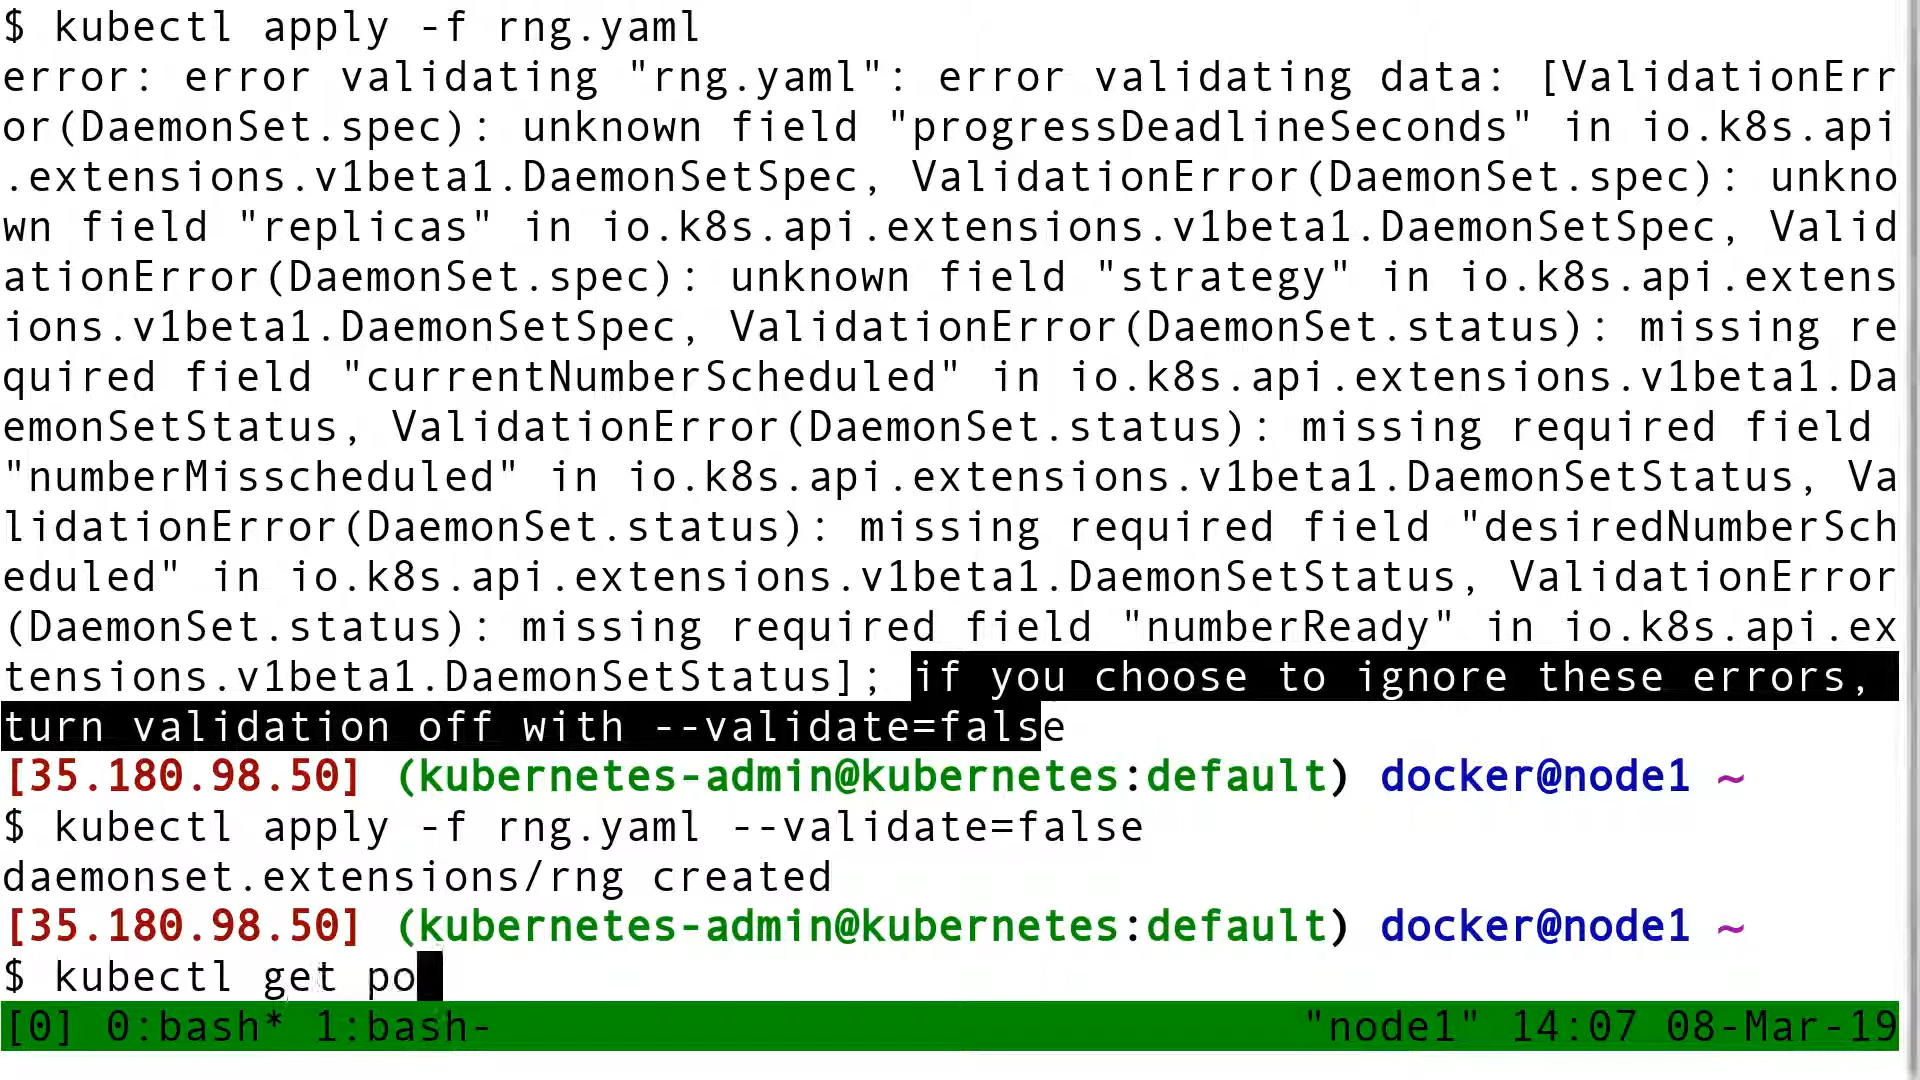 $ kubectl apply -f rng.yaml
error: error validating "rng.yaml": error validating data: [ValidationErr
or(DaemonSet.spec): unknown field "progressDeadlineSeconds" in io.k8s.api
.extensions.v1beta1.DaemonSetSpec, ValidationError(DaemonSet.spec): unkno
wn field "replicas" in io.k8s.api.extensions.v1beta1.DaemonSetSpec, Valid
ationError(DaemonSet.spec): unknown field "strategy" in io.k8s.api.extens
ions.v1beta1.DaemonSetSpec, ValidationError(DaemonSet.status): missing re
quired field "currentNumberScheduled" in io.k8s.api.extensions.v1beta1.Da
emonSetStatus, ValidationError(DaemonSet.status): missing required field
"numberMisscheduled" in io.k8s.api.extensions.v1beta1.DaemonSetStatus, Va
lidationError(DaemonSet.status): missing required field "desiredNumberSch
eduled" in io.k8s.api.extensions.v1beta1.DaemonSetStatus, ValidationError
(DaemonSet.status): missing required field "numberReady" in io.k8s.api.ex
tensions.v1beta1.DaemonSetStatus]; if you choose to ignore these errors,
turn validation off with --validate=false
[35.180.98.50] (kubernetes-admin@kubernetes:default) docker@node1 ~
$ kubectl apply -f rng.yaml --validate=false
daemonset.extensions/rng created
[35.180.98.50] (kubernetes-admin@kubernetes:default) docker@node1 ~
$ kubectl get po
[0] 0:bash* 1:bash- "node1" 14:07 08-Mar-19